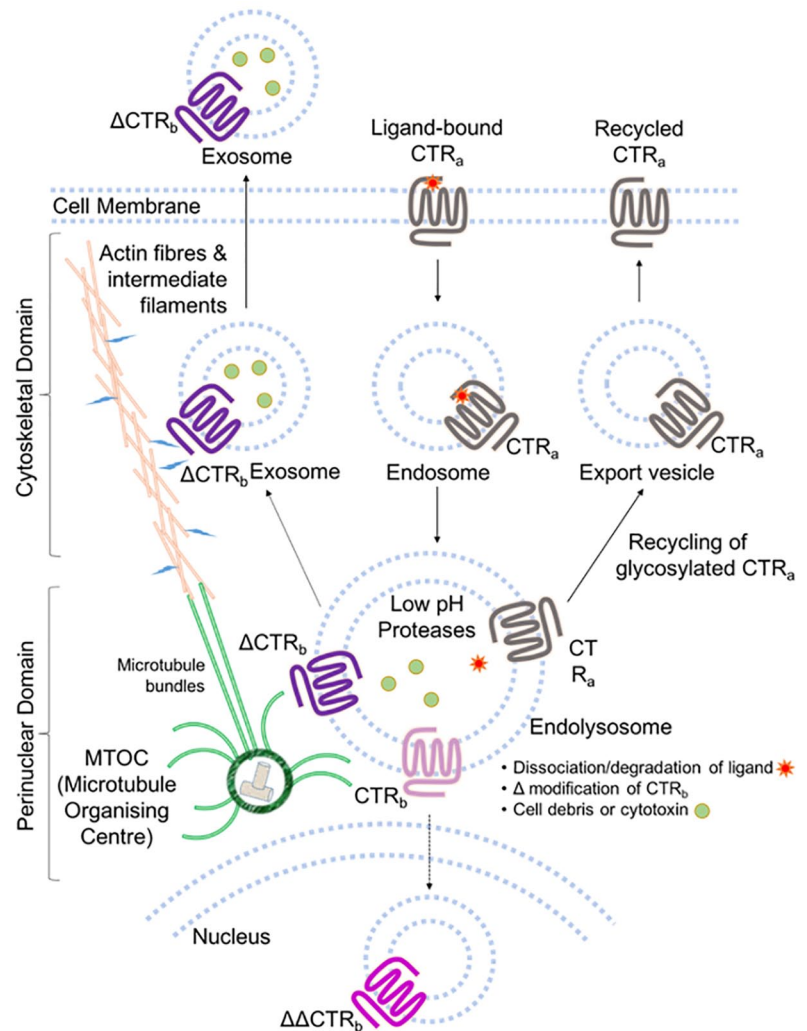 ΔCTRb
Exosome
Ligand-bound
CTRa
Recycled
CTRa
Cell Membrane
Actin fibres &
intermediate
filaments
Cytoskeletal Domain
ΔCTRb Exosome
CTRa
Endosome
CTRa
Export vesicle
Recycling of
glycosylated CTRa
Low pH
Proteases
ΔCTRb
CT
Ra
Microtubule
bundles
Perinuclear Domain
Endolysosome
MTOC
(Microtubule
Organising
Centre)
CTRb
• Dissociation/degradation of ligand
• Δ modification of CTRb
• Cell debris or cytotoxin
Nucleus
ΔΔCTRb